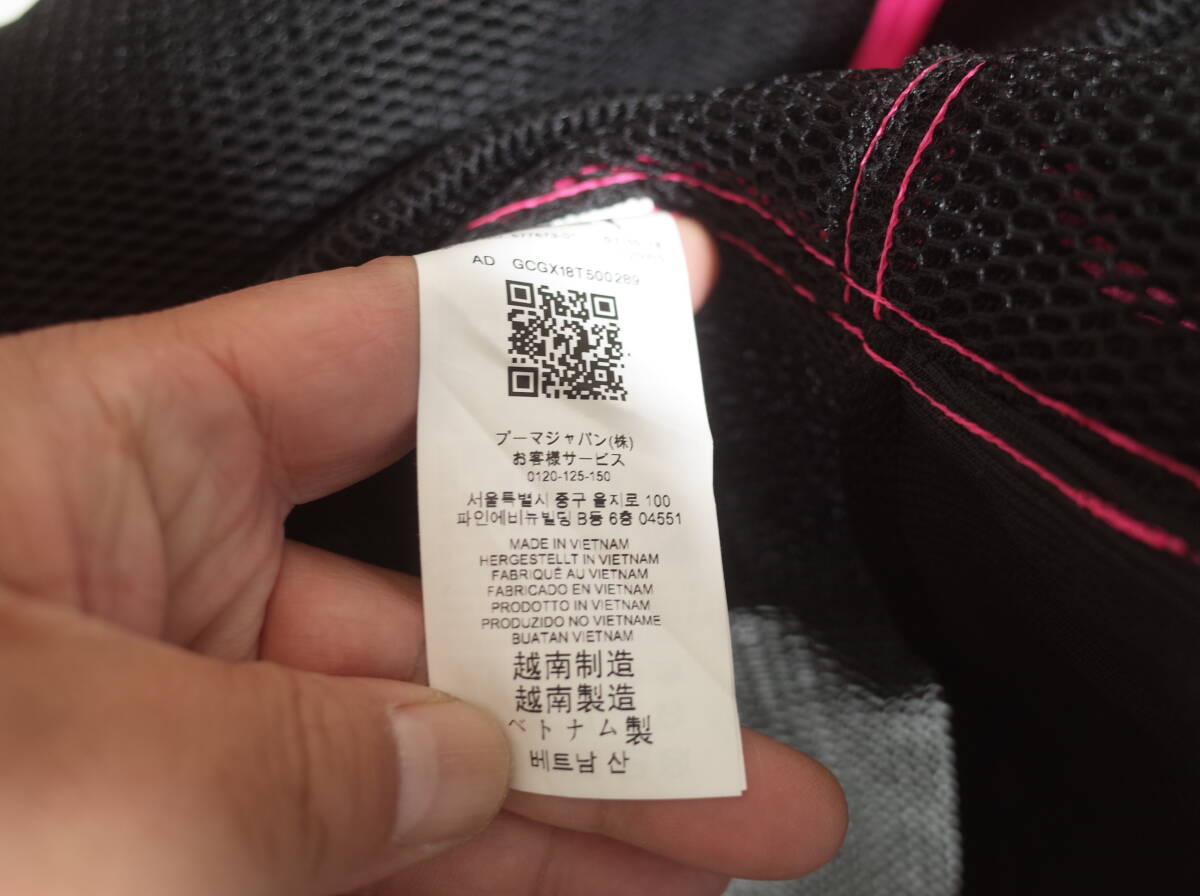 AD GCGX18T500289
プーマジャパン(株)
お客様サービス
0120-125-150
서울특별시 중구 을지로 100
파인에비뉴빌딩 B동 6층 04551
MADE IN VIETNAM
HERGESTELLT IN VIETNAM
FABRIQUÉ AU VIETNAM
FABRICADO EN VIETNAM
PRODOTTO IN VIETNAM
PRODUZIDO NO VIETNAME
BUATAN VIETNAM
越南制造
越南製造
ベトナム製
베트남 산